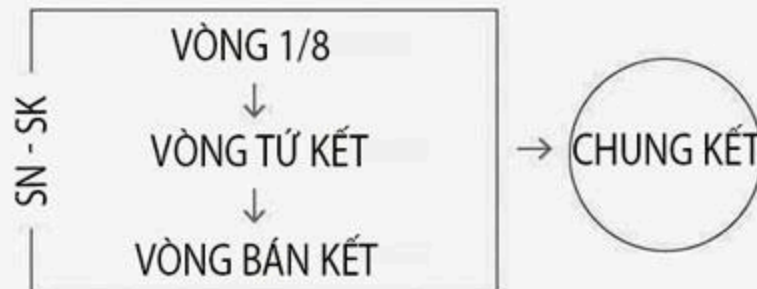 SN - SK
VÒNG 1/8
↓
VÒNG TỨ KẾT
↓
VÒNG BÁN KẾT
→
CHUNG KẾT